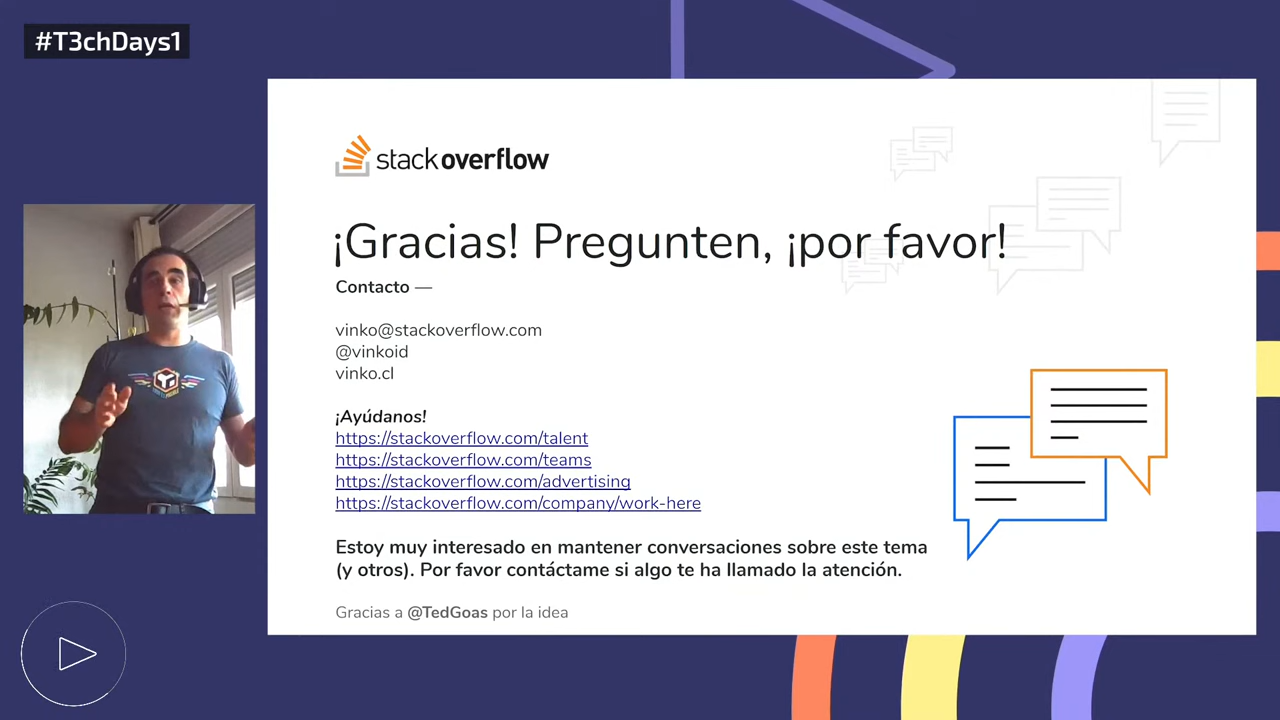 #T3chDays1
stackoverflow
¡Gracias! Pregunten, ¡por favor!
Contacto —
vinko@stackoverflow.com
@vinkoid
vinko.cl
¡Ayúdanos!
https://stackoverflow.com/talent
https://stackoverflow.com/teams
https://stackoverflow.com/advertising
https://stackoverflow.com/company/work-here
Estoy muy interesado en mantener conversaciones sobre este tema
(y otros). Por favor contáctame si algo te ha llamado la atención.
Gracias a @TedGoas por la idea